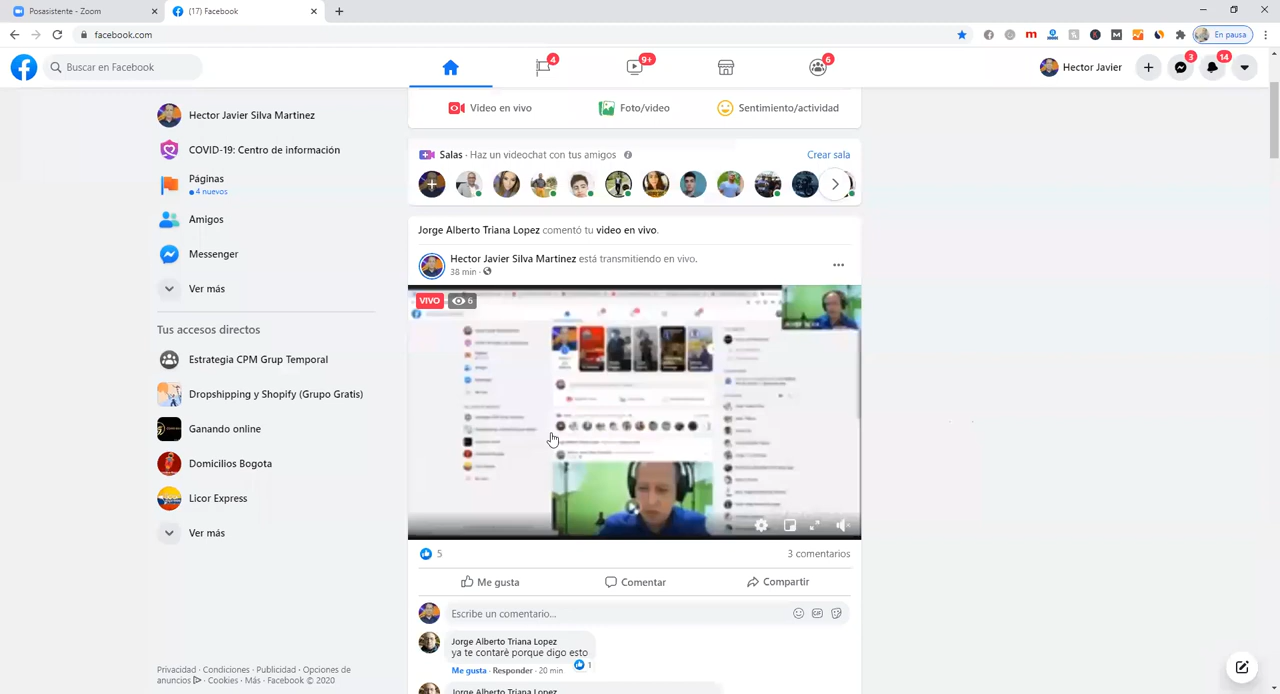 Posasistente - Zoom
(17) Facebook
facebook.com
En pausa
Buscar en Facebook
4
9+
6
Hector Javier
3
14
Hector Javier Silva Martinez
COVID-19: Centro de información
Páginas
4 nuevos
Amigos
Messenger
Ver más
Tus accesos directos
Estrategia CPM Grup Temporal
Dropshipping y Shopify (Grupo Gratis)
Ganando online
Domicilios Bogota
Licor Express
Ver más
Privacidad · Condiciones · Publicidad · Opciones de
anuncios · Cookies · Más · Facebook © 2020
Video en vivo
Foto/video
Sentimiento/actividad
Salas · Haz un videochat con tus amigos
Crear sala
Jorge Alberto Triana Lopez comentó tu video en vivo.
Hector Javier Silva Martinez está transmitiendo en vivo.
38 min ·
VIVO 6
5
3 comentarios
Me gusta
Comentar
Compartir
Escribe un comentario...
Jorge Alberto Triana Lopez
ya te contaré porque digo esto
Me gusta · Responder · 20 min
1
Jorge Alberto Triana Lopez